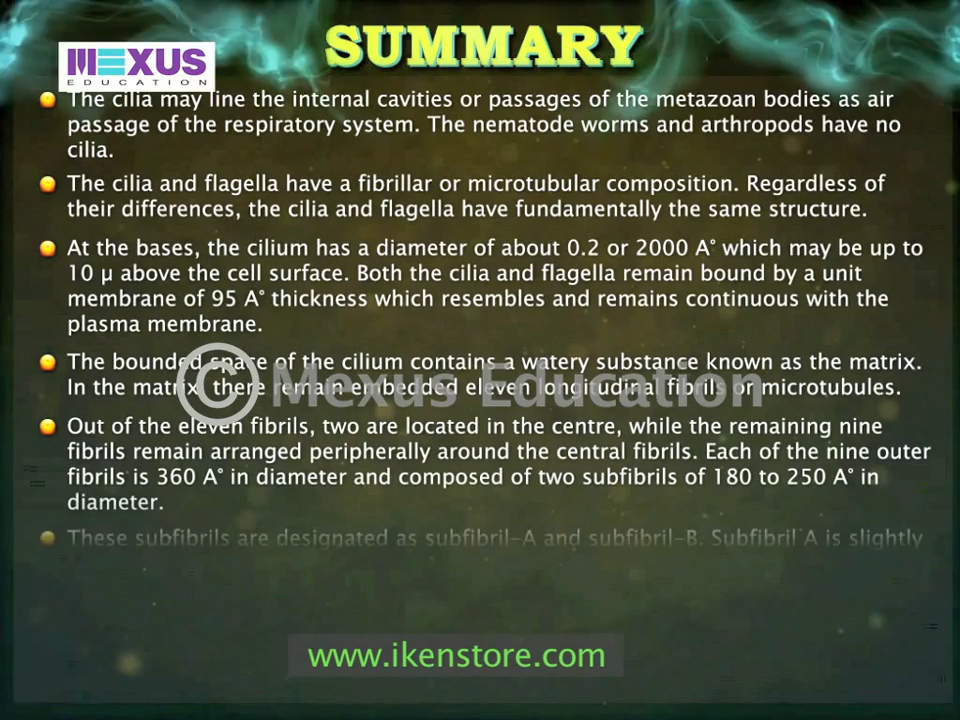 SUMMARY
MEXUS
EDUCATION
The cilia may line the internal cavities or passages of the metazoan bodies as air
passage of the respiratory system. The nematode worms and arthropods have no
cilia.
The cilia and flagella have a fibrillar or microtubular composition. Regardless of
their differences, the cilia and flagella have fundamentally the same structure.
At the bases, the cilium has a diameter of about 0.2 or 2000 A° which may be up to
10 µ above the cell surface. Both the cilia and flagella remain bound by a unit
membrane of 95 A° thickness which resembles and remains continuous with the
plasma membrane.
The bounded space of the cilium contains a watery substance known as the matrix.
In the matrix, there remain embedded eleven longitudinal fibrils or microtubules.
© Mexus Education
Out of the eleven fibrils, two are located in the centre, while the remaining nine
fibrils remain arranged peripherally around the central fibrils. Each of the nine outer
fibrils is 360 A° in diameter and composed of two subfibrils of 180 to 250 A° in
diameter.
These subfibrils are designated as subfibril-A and subfibril-B. Subfibril A is slightly
www.ikenstore.com